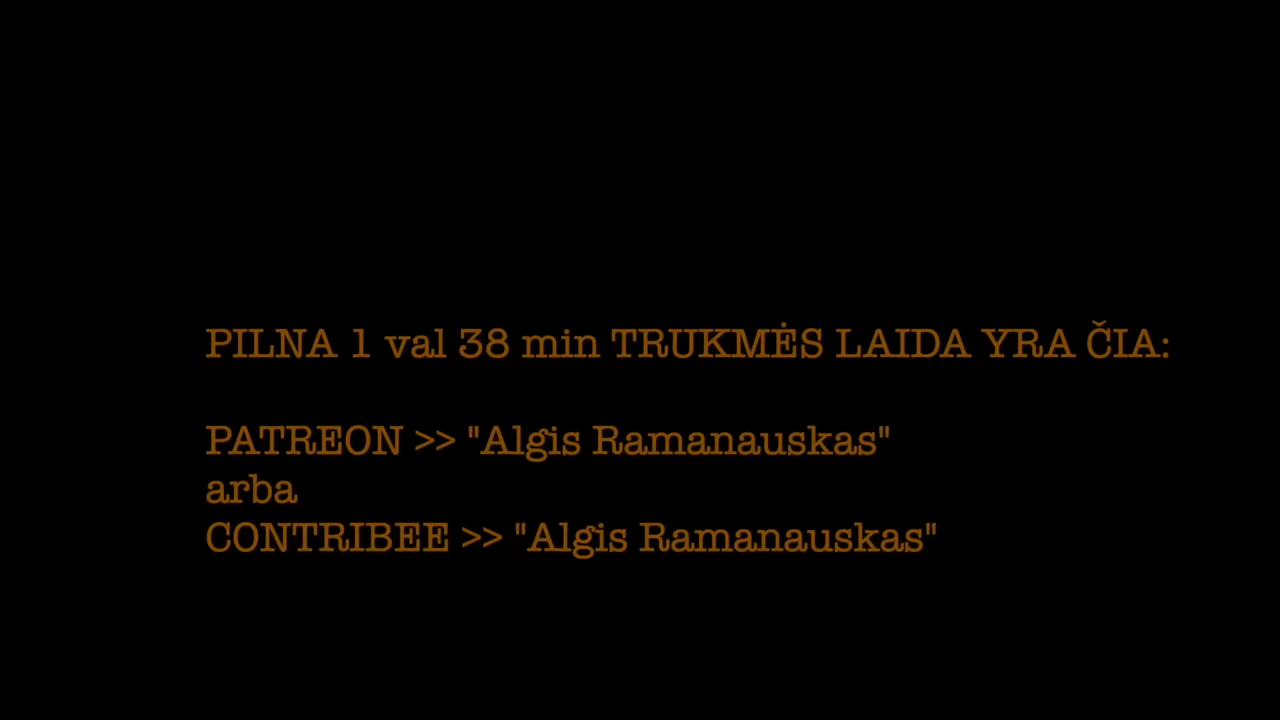 PILNA 1 val 38 min TRUKMĖS LAIDA YRA ČIA:
PATREON >> "Algis Ramanauskas"
arba
CONTRIBEE >> "Algis Ramanauskas"